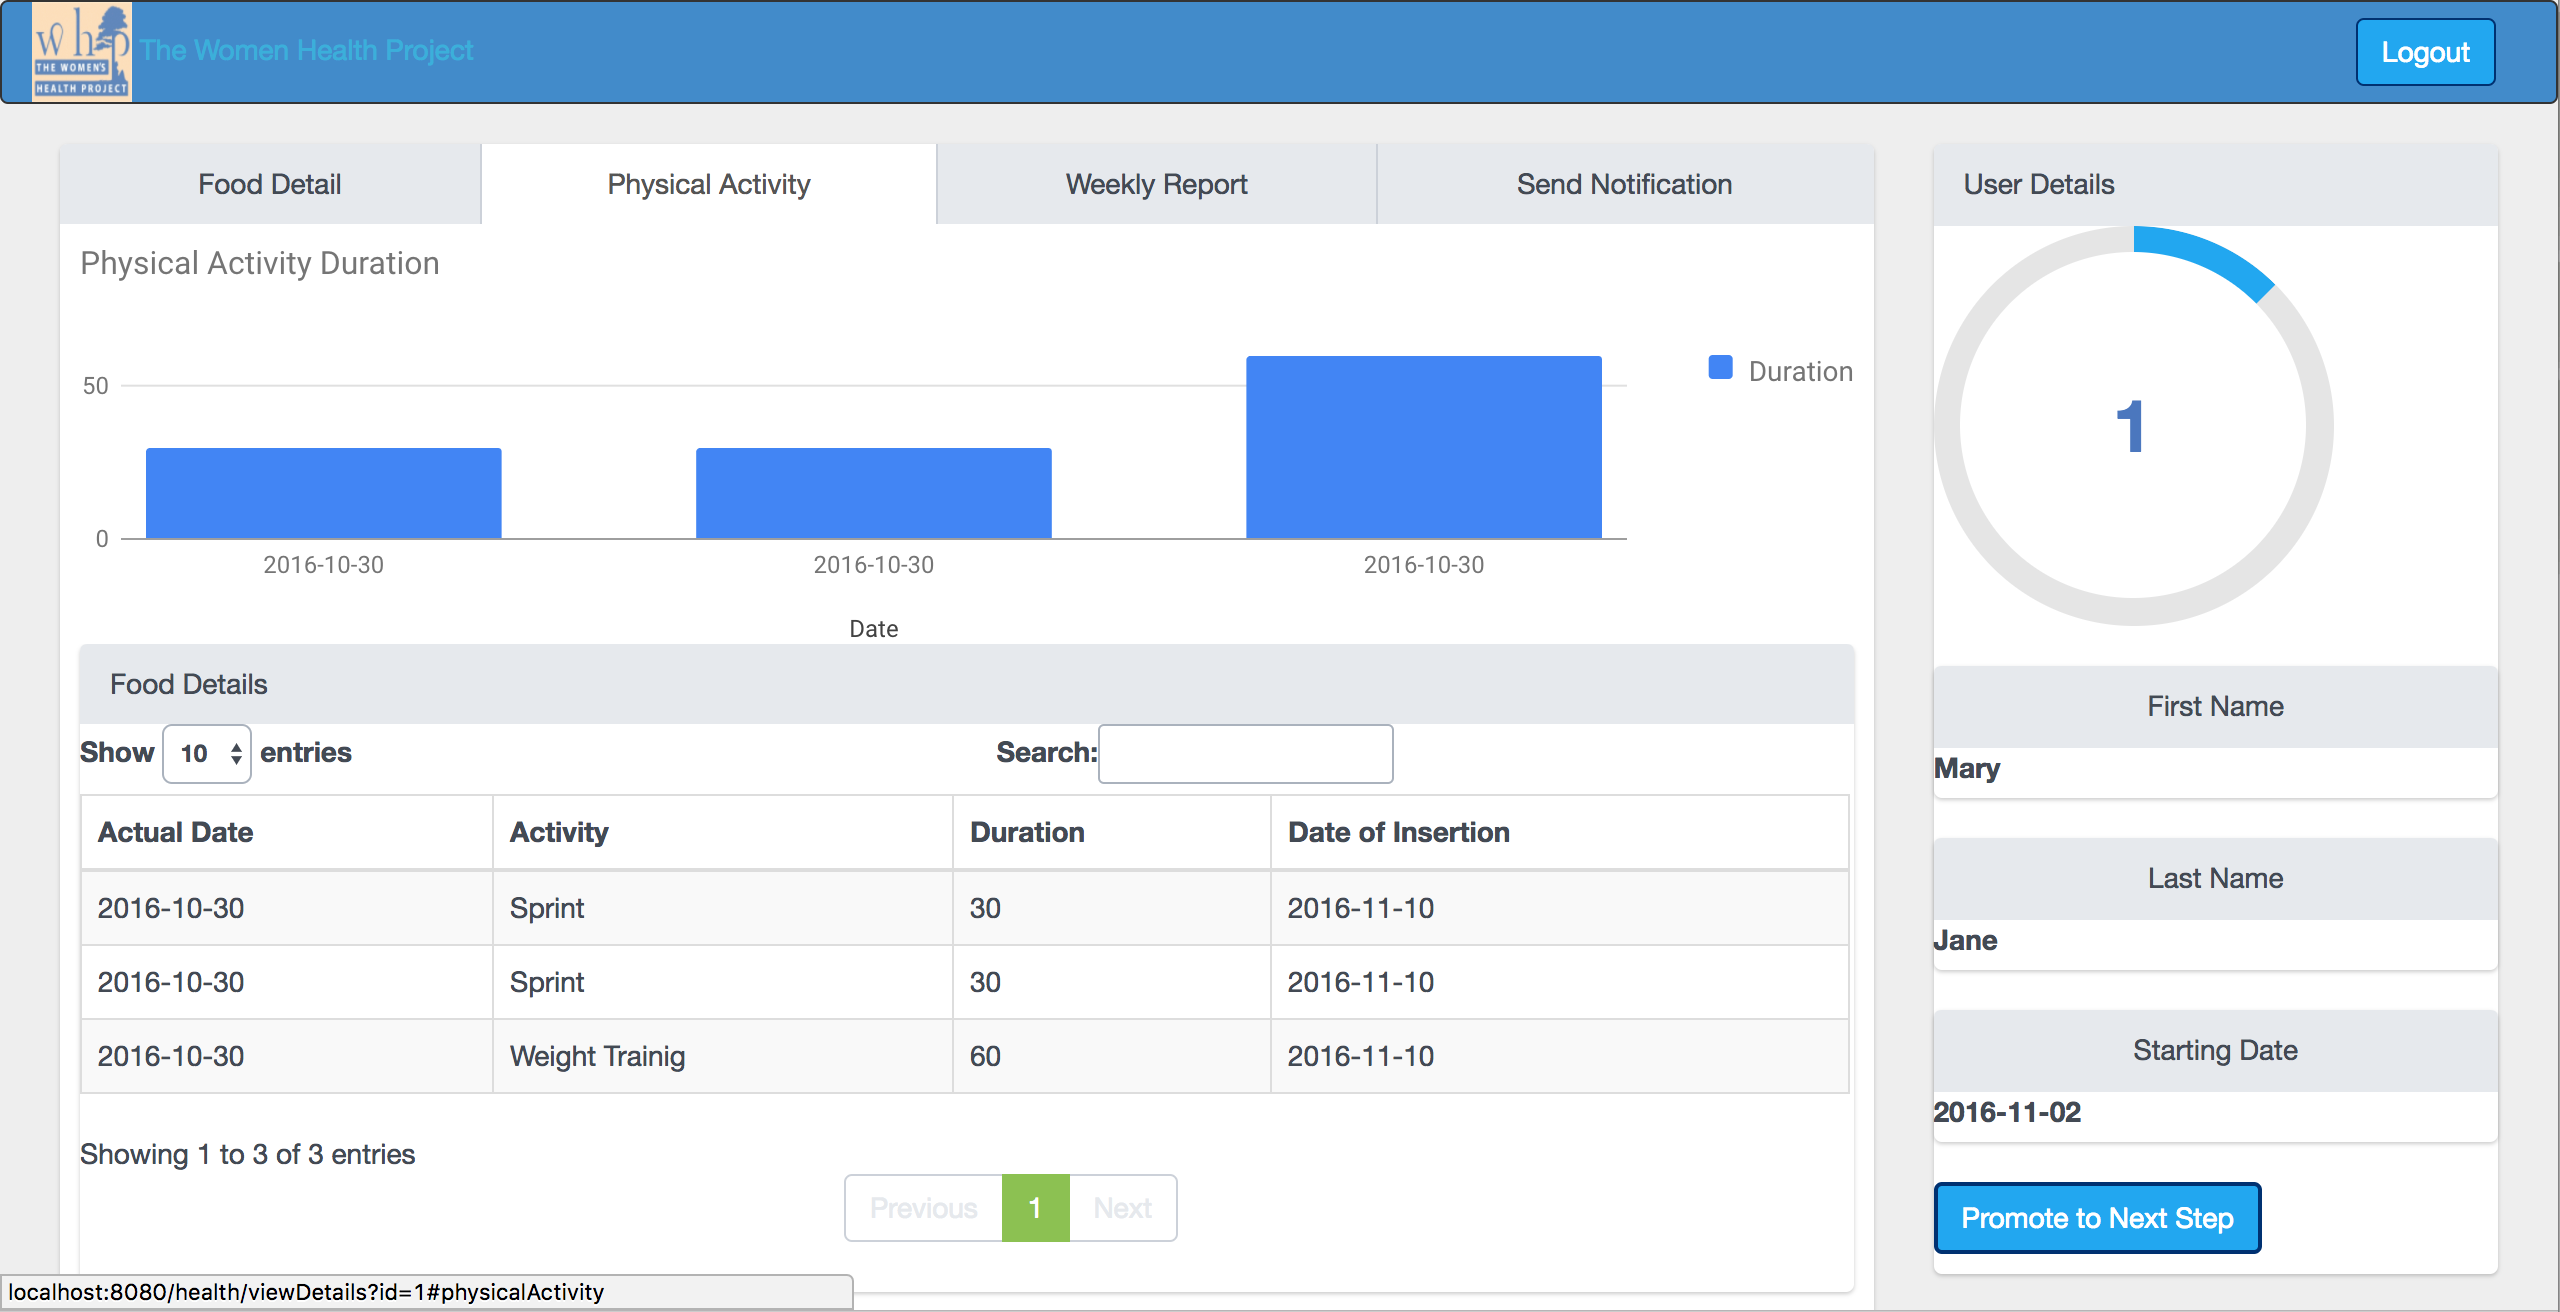 whp
THE WOMEN'S
HEALTH PROJECT
The Women Health Project
Logout
Food Detail
Physical Activity
Weekly Report
Send Notification
Physical Activity Duration
50
0
Duration
2016-10-30
2016-10-30
2016-10-30
Date
Food Details
Show 10 entries
Search:
Actual Date Activity Duration Date of Insertion
2016-10-30 Sprint 30 2016-11-10
2016-10-30 Sprint 30 2016-11-10
2016-10-30 Weight Trainig 60 2016-11-10
Showing 1 to 3 of 3 entries
Previous 1 Next
User Details
1
First Name
Mary
Last Name
Jane
Starting Date
2016-11-02
Promote to Next Step
localhost:8080/health/viewDetails?id=1#physicalActivity